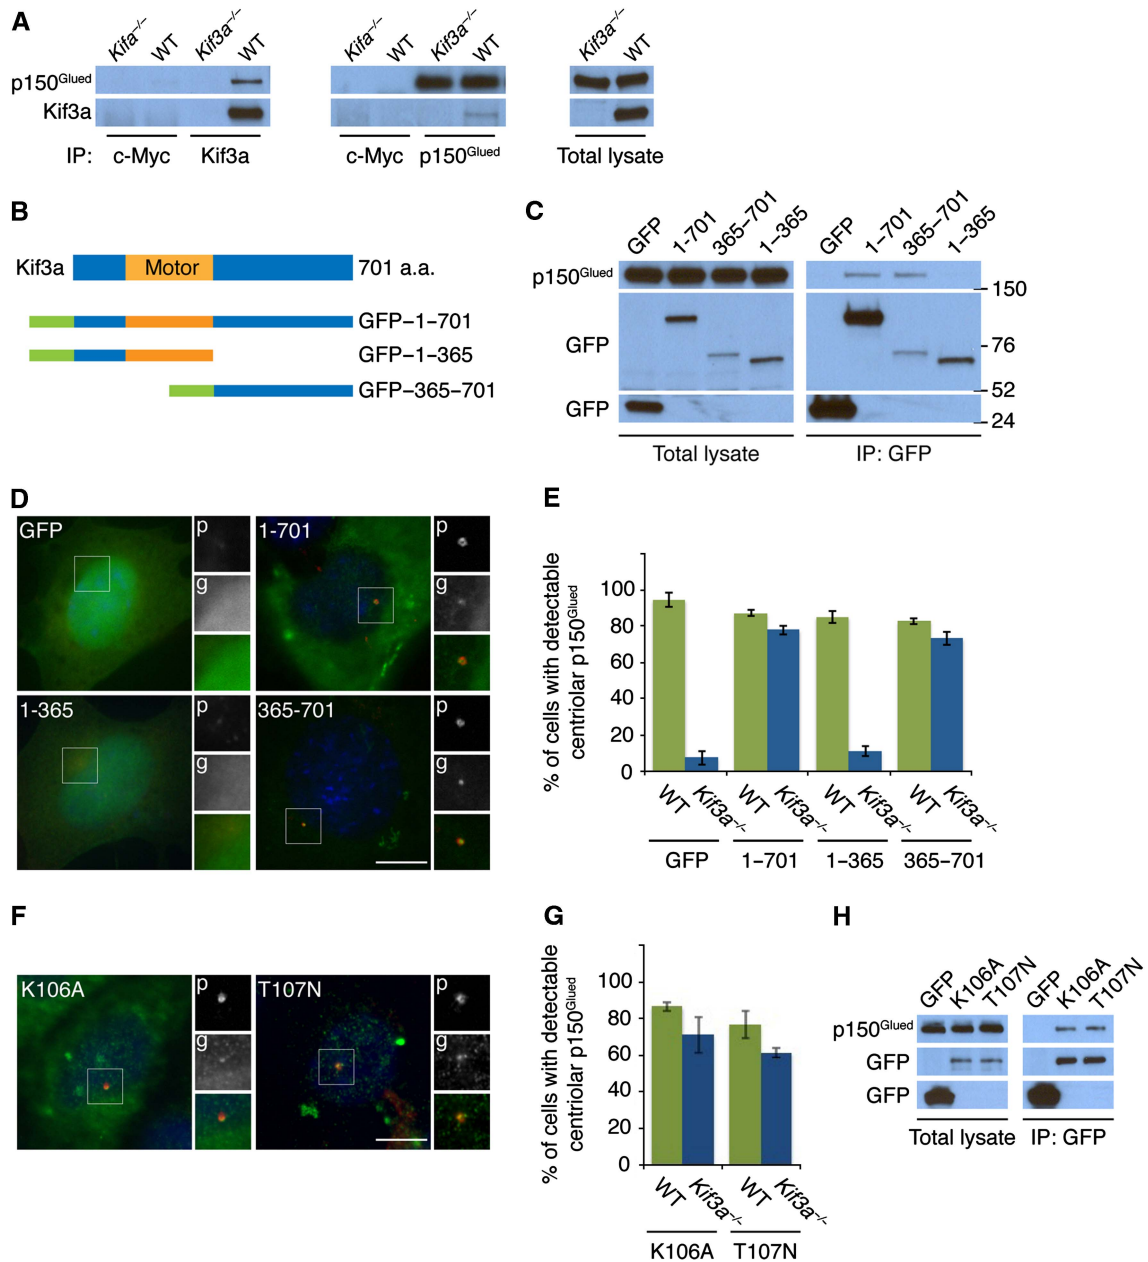 A
Kifa–/–
WT
Kif3a–/–
WT
Kifa–/–
WT
Kif3a–/–
WT
Kif3a–/–
WT
p150Glued
Kif3a
IP: c-Myc Kif3a c-Myc p150Glued Total lysate
B
Kif3a Motor 701 a.a.
GFP–1–701
GFP–1–365
GFP–365–701
C
GFP 1–701 365–701 1–365 GFP 1–701 365–701 1–365
p150Glued
150
GFP
76
52
GFP
24
Total lysate IP: GFP
D
GFP p 1-701 p
g g
1-365 p 365-701 p
g g
E
% of cells with detectable
centriolar p150Glued
100
80
60
40
20
0
WT Kif3a–/– WT Kif3a–/– WT Kif3a–/– WT Kif3a–/–
GFP 1–701 1–365 365–701
F
K106A p T107N p
g g
G
% of cells with detectable
centriolar p150Glued
100
80
60
40
20
0
WT Kif3a–/– WT Kif3a–/–
K106A T107N
H
GFP K106A T107N GFP K106A T107N
p150Glued
GFP
GFP
Total lysate IP: GFP